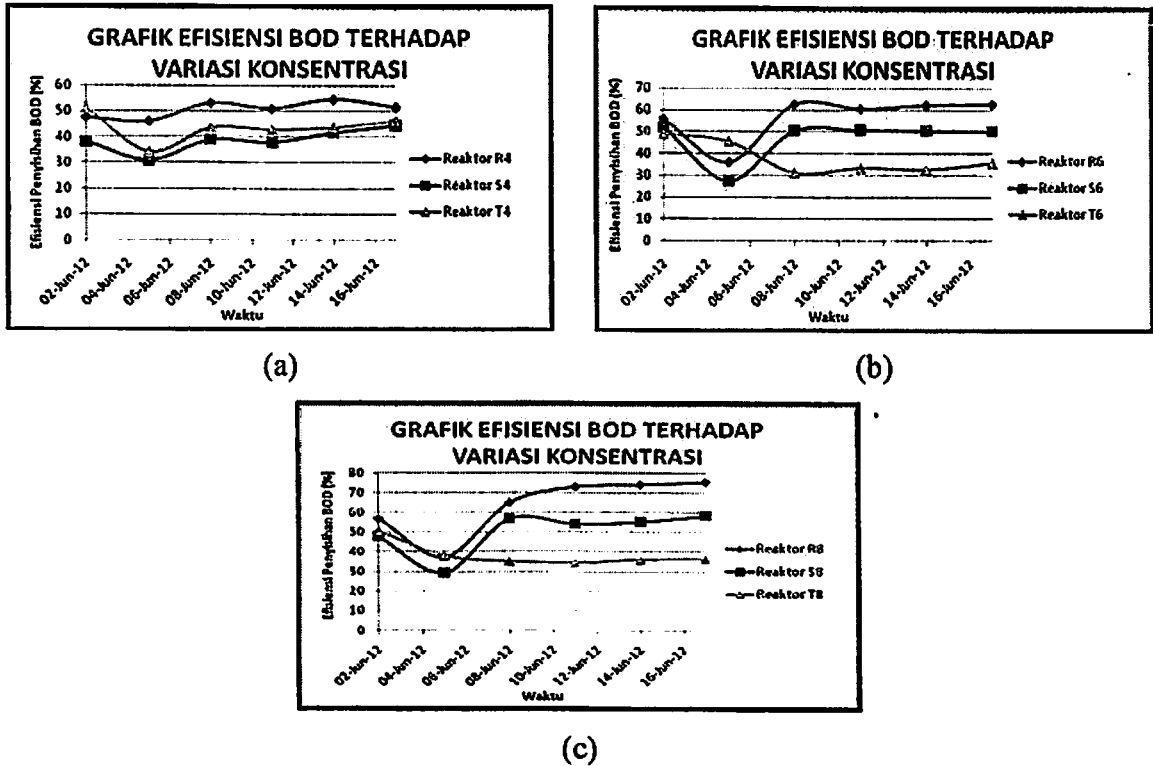 GRAFIK EFISIENSI BOD TERHADAP
VARIASI KONSENTRASI
Efisiensi Penyisihan BOD (%)
60
50
40
30
20
10
0
02-Jun-12
04-Jun-12
06-Jun-12
08-Jun-12
10-Jun-12
12-Jun-12
14-Jun-12
16-Jun-12
Waktu
Reaktor R4
Reaktor S4
Reaktor T4
(a)
GRAFIK EFISIENSI BOD TERHADAP
VARIASI KONSENTRASI
Efisiensi Penyisihan BOD (%)
70
60
50
40
30
20
10
0
02-Jun-12
04-Jun-12
06-Jun-12
08-Jun-12
10-Jun-12
12-Jun-12
14-Jun-12
16-Jun-12
Waktu
Reaktor R6
Reaktor S6
Reaktor T6
(b)
GRAFIK EFISIENSI BOD TERHADAP
VARIASI KONSENTRASI
Efisiensi Penyisihan BOD (%)
80
70
60
50
40
30
20
10
0
02-Jun-12
04-Jun-12
06-Jun-12
08-Jun-12
10-Jun-12
12-Jun-12
14-Jun-12
16-Jun-12
Waktu
Reaktor R8
Reaktor S8
Reaktor T8
(c)